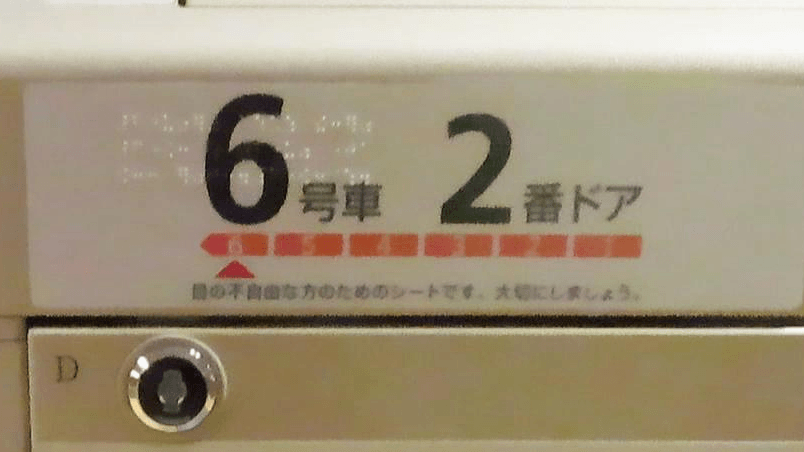 6号車 2番ドア
6 5 4 3 2
目の不自由な方のためのシートです。大切にしましょう。
D